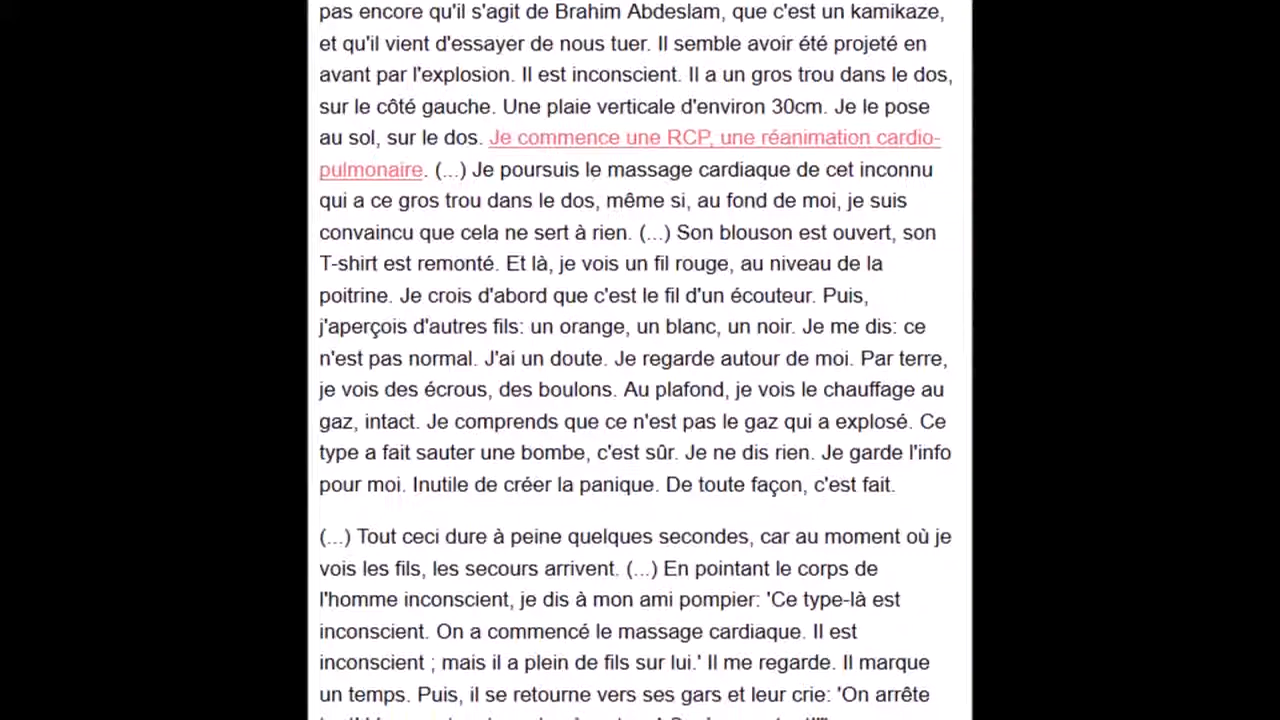 pas encore qu'il s'agit de Brahim Abdeslam, que c'est un kamikaze,
et qu'il vient d'essayer de nous tuer. Il semble avoir été projeté en
avant par l'explosion. Il est inconscient. Il a un gros trou dans le dos,
sur le côté gauche. Une plaie verticale d'environ 30cm. Je le pose
au sol, sur le dos. Je commence une RCP, une réanimation cardio-
pulmonaire. (...) Je poursuis le massage cardiaque de cet inconnu
qui a ce gros trou dans le dos, même si, au fond de moi, je suis
convaincu que cela ne sert à rien. (...) Son blouson est ouvert, son
T-shirt est remonté. Et là, je vois un fil rouge, au niveau de la
poitrine. Je crois d'abord que c'est le fil d'un écouteur. Puis,
j'aperçois d'autres fils: un orange, un blanc, un noir. Je me dis: ce
n'est pas normal. J'ai un doute. Je regarde autour de moi. Par terre,
je vois des écrous, des boulons. Au plafond, je vois le chauffage au
gaz, intact. Je comprends que ce n'est pas le gaz qui a explosé. Ce
type a fait sauter une bombe, c'est sûr. Je ne dis rien. Je garde l'info
pour moi. Inutile de créer la panique. De toute façon, c'est fait.
(...) Tout ceci dure à peine quelques secondes, car au moment où je
vois les fils, les secours arrivent. (...) En pointant le corps de
l'homme inconscient, je dis à mon ami pompier: 'Ce type-là est
inconscient. On a commencé le massage cardiaque. Il est
inconscient ; mais il a plein de fils sur lui.' Il me regarde. Il marque
un temps. Puis, il se retourne vers ses gars et leur crie: 'On arrête